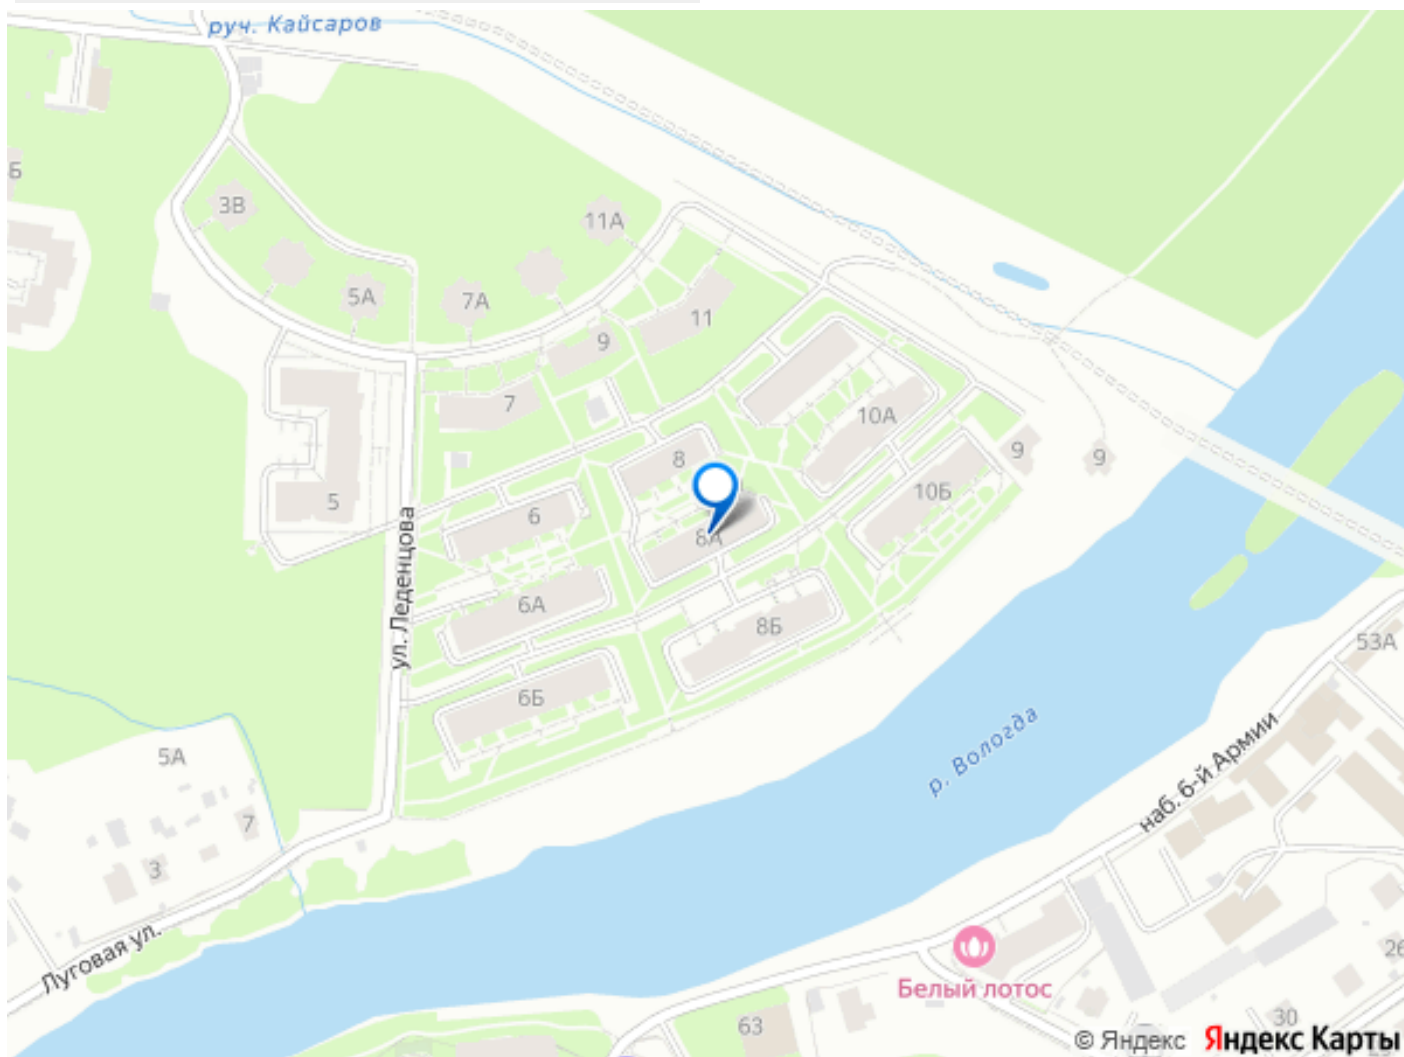 руч. Кайсаров
Б
3В
11А
5А
7А
11
9
7
10А
8
9
9
10Б
5
6
8А
ул. Леденцова
6А
8Б
6Б
53А
р. Вологда
наб. 6-й Армии
5А
7
3
Луговая ул.
Белый лотос
26
63
30
© Яндекс Яндекс Карты